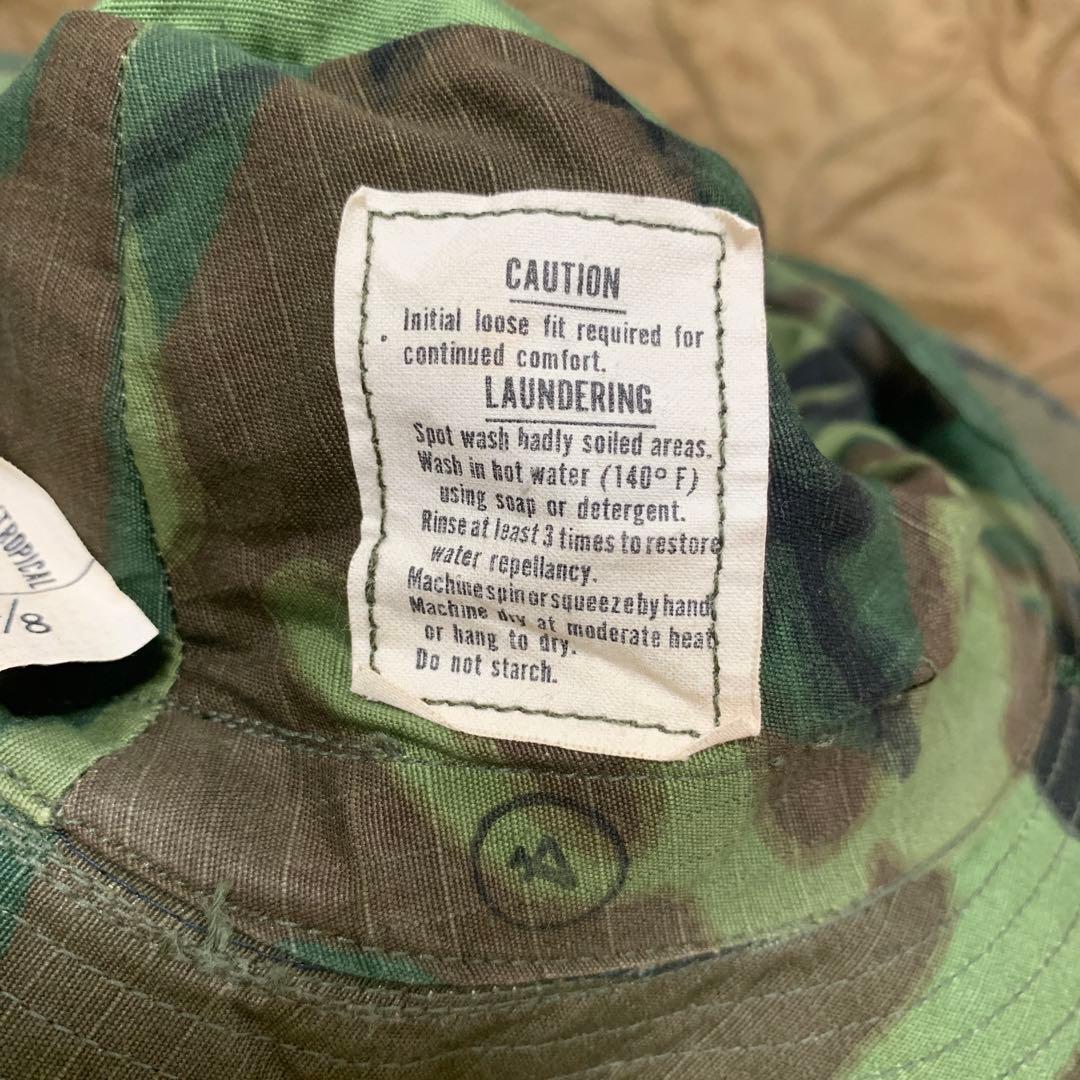 CAUTION
Initial loose fit required for
continued comfort.
LAUNDERING
Spot wash badly soiled areas.
Wash in hot water (140° F)
using soap or detergent.
Rinse at least 3 times to restore
water repellancy.
Machine spin or squeeze by hand
Machine dry at moderate heat
or hang to dry.
Do not starch.
TROPICAL
/8